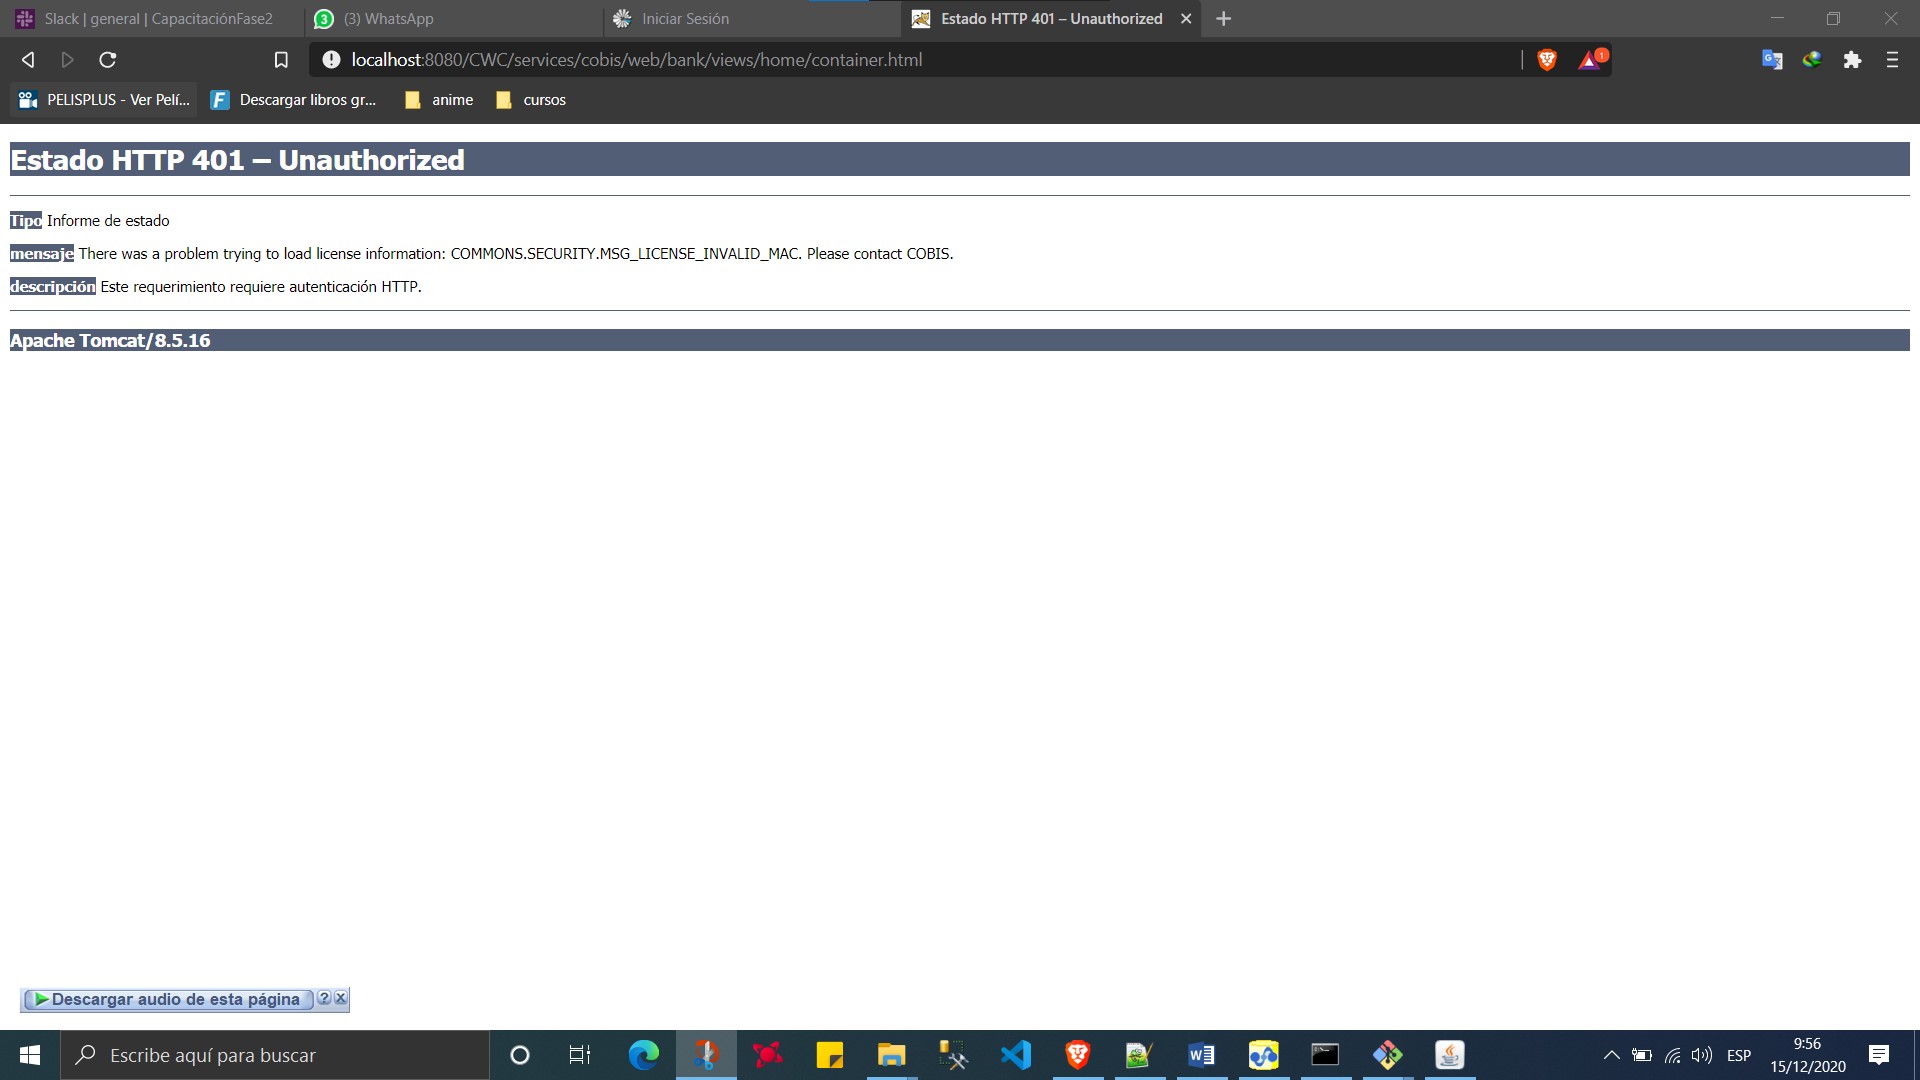 Slack | general | CapacitaciónFase2
3
(3) WhatsApp
Iniciar Sesión
Estado HTTP 401 – Unauthorized
localhost:8080/CWC/services/cobis/web/bank/views/home/container.html
1
PELISPLUS - Ver Pelí...
Descargar libros gr...
anime
cursos
Estado HTTP 401 – Unauthorized
Tipo Informe de estado
mensaje There was a problem trying to load license information: COMMONS.SECURITY.MSG_LICENSE_INVALID_MAC. Please contact COBIS.
descripción Este requerimiento requiere autenticación HTTP.
Apache Tomcat/8.5.16
Descargar audio de esta página
Escribe aquí para buscar
ESP
9:56
15/12/2020